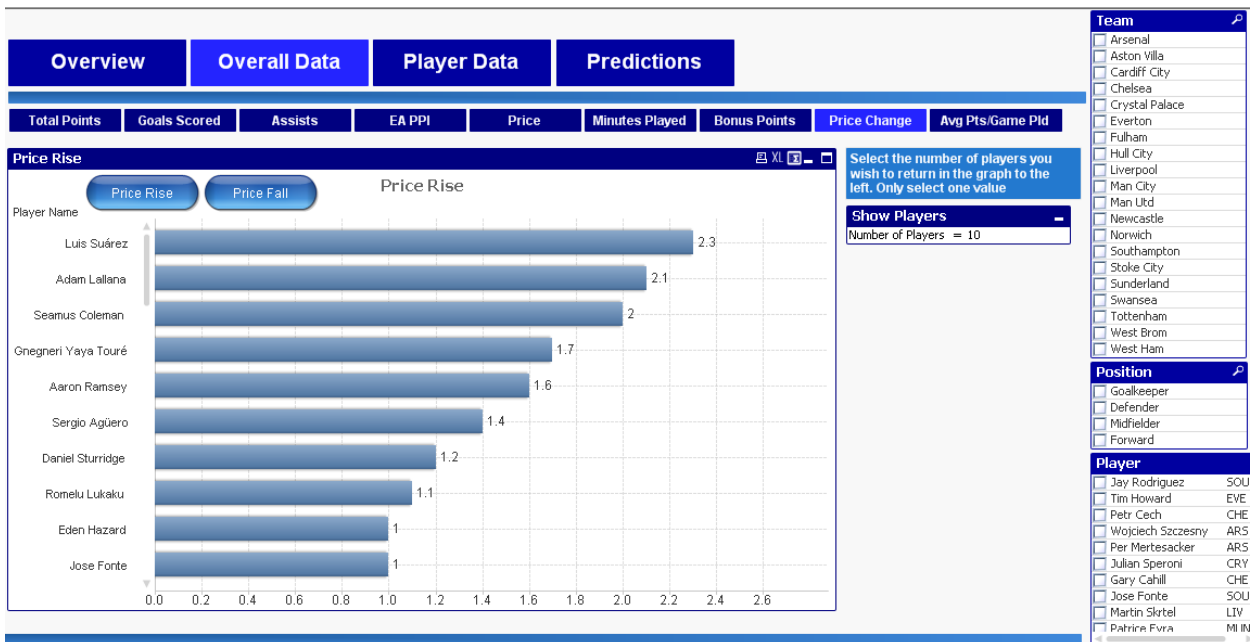 Overview Overall Data Player Data Predictions
Total Points Goals Scored Assists EA PPI Price Minutes Played Bonus Points Price Change Avg Pts/Game Pld
Price Rise XL
Price Rise Price Fall Price Rise
Player Name
Luis Suárez 2.3
Adam Lallana 2.1
Seamus Coleman 2
Gnegneri Yaya Touré 1.7
Aaron Ramsey 1.6
Sergio Agüero 1.4
Daniel Sturridge 1.2
Romelu Lukaku 1.1
Eden Hazard 1
Jose Fonte 1
0.0 0.2 0.4 0.6 0.8 1.0 1.2 1.4 1.6 1.8 2.0 2.2 2.4 2.6
Select the number of players you
wish to return in the graph to the
left. Only select one value
Show Players
Number of Players = 10
Team
Arsenal
Aston Villa
Cardiff City
Chelsea
Crystal Palace
Everton
Fulham
Hull City
Liverpool
Man City
Man Utd
Newcastle
Norwich
Southampton
Stoke City
Sunderland
Swansea
Tottenham
West Brom
West Ham
Position
Goalkeeper
Defender
Midfielder
Forward
Player
Jay Rodriguez SOU
Tim Howard EVE
Petr Cech CHE
Wojciech Szczesny ARS
Per Mertesacker ARS
Julian Speroni CRY
Gary Cahill CHE
Jose Fonte SOU
Martin Skrtel LIV
Patrice Evra MUN